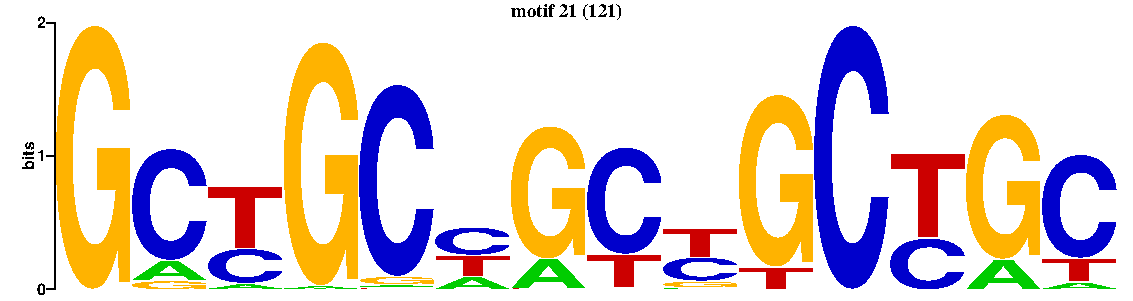 motif 21 (121)
2
bits
1
0
G C T G C C G C T G C T G C
A C G T A T C T C A T
G A A A G A